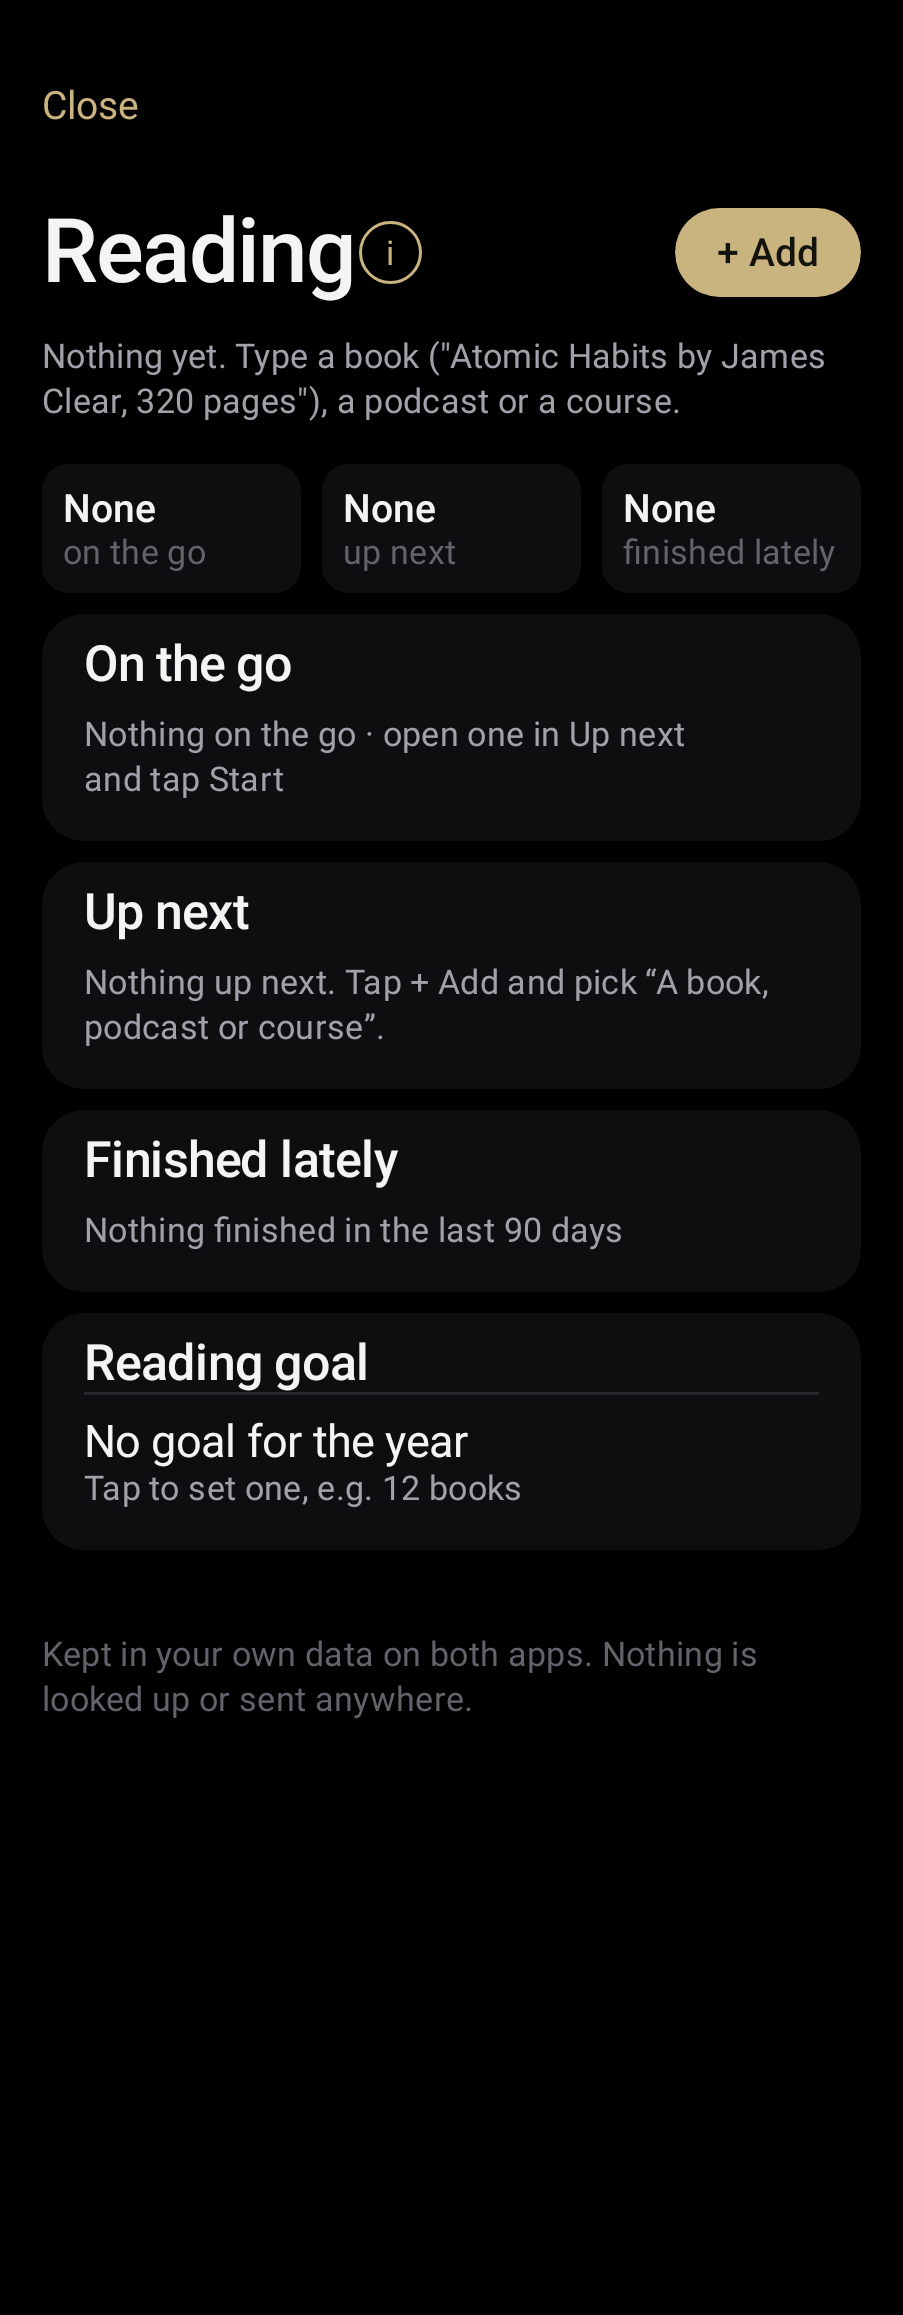 Close
Reading i
+ Add
Nothing yet. Type a book ("Atomic Habits by James
Clear, 320 pages"), a podcast or a course.
None
on the go
None
up next
None
finished lately
On the go
Nothing on the go · open one in Up next
and tap Start
Up next
Nothing up next. Tap + Add and pick “A book,
podcast or course”.
Finished lately
Nothing finished in the last 90 days
Reading goal
No goal for the year
Tap to set one, e.g. 12 books
Kept in your own data on both apps. Nothing is
looked up or sent anywhere.